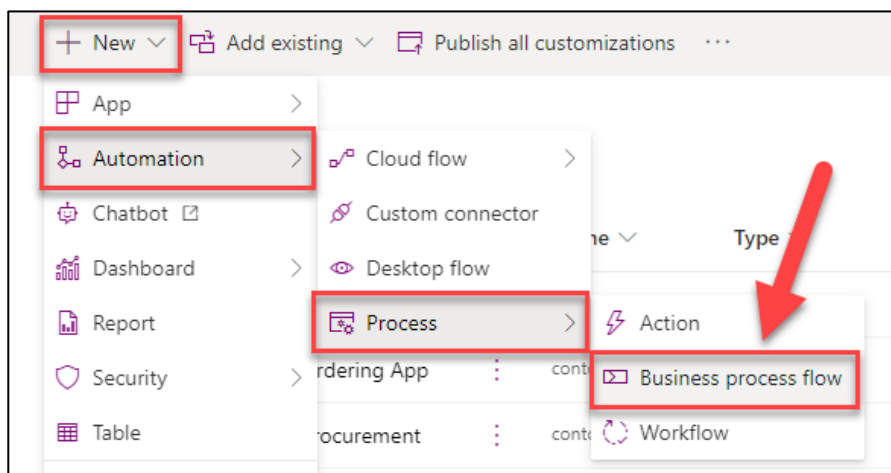 New Add existing Publish all customizations ...
App
Automation Cloud flow
Chatbot Custom connector
Type
Dashboard Desktop flow
Report Process Action
Security rdering App Business process flow
Table rocurement Workflow